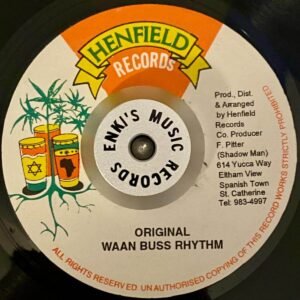 HENFIELD
RECORDS
ENKI'S MUSIC RECORDS
Prod., Dist.
& Arranged
by Henfield
Records
Co. Producer
F. Pitter
(Shadow Man)
614 Yucca Way
Eltham View
Spanish Town
St. Catherine
Tel: 983-4997
ORIGINAL
WAAN BUSS RHYTHM
ALL RIGHTS RESERVED. UNAUTHORISED COPYING OF THIS RECORD WORKS STRICTLY PROHIBITED